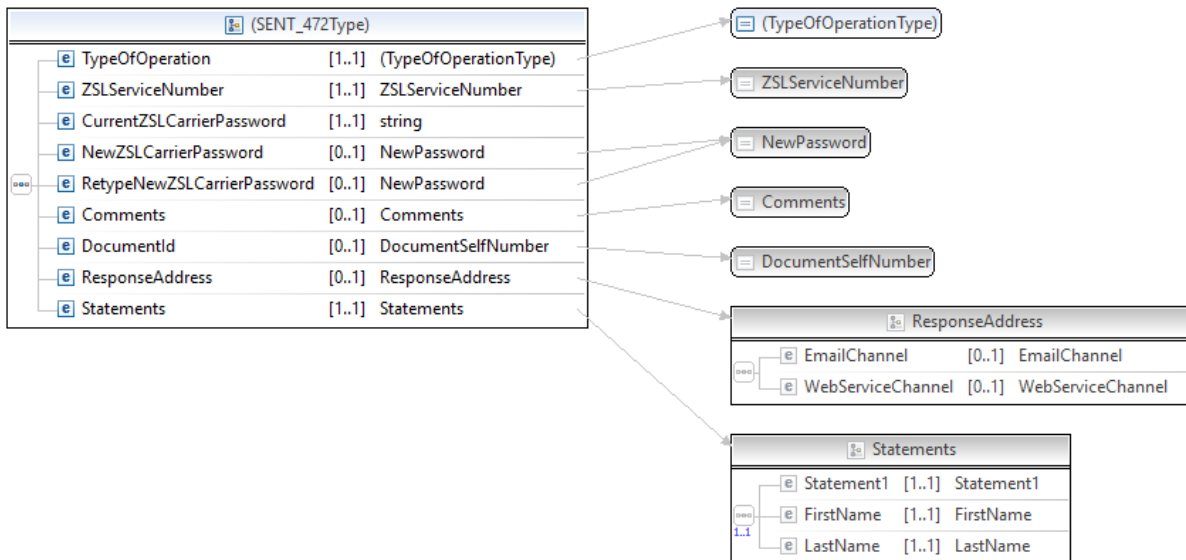 (SENT_472Type)
TypeOfOperation [1..1] (TypeOfOperationType)
ZSLServiceNumber [1..1] ZSLServiceNumber
CurrentZSLCarrierPassword [1..1] string
NewZSLCarrierPassword [0..1] NewPassword
RetypeNewZSLCarrierPassword [0..1] NewPassword
Comments [0..1] Comments
DocumentId [0..1] DocumentSelfNumber
ResponseAddress [0..1] ResponseAddress
Statements [1..1] Statements
(TypeOfOperationType)
ZSLServiceNumber
NewPassword
Comments
DocumentSelfNumber
ResponseAddress
EmailChannel [0..1] EmailChannel
WebServiceChannel [0..1] WebServiceChannel
Statements
Statement1 [1..1] Statement1
FirstName [1..1] FirstName
1..1
LastName [1..1] LastName